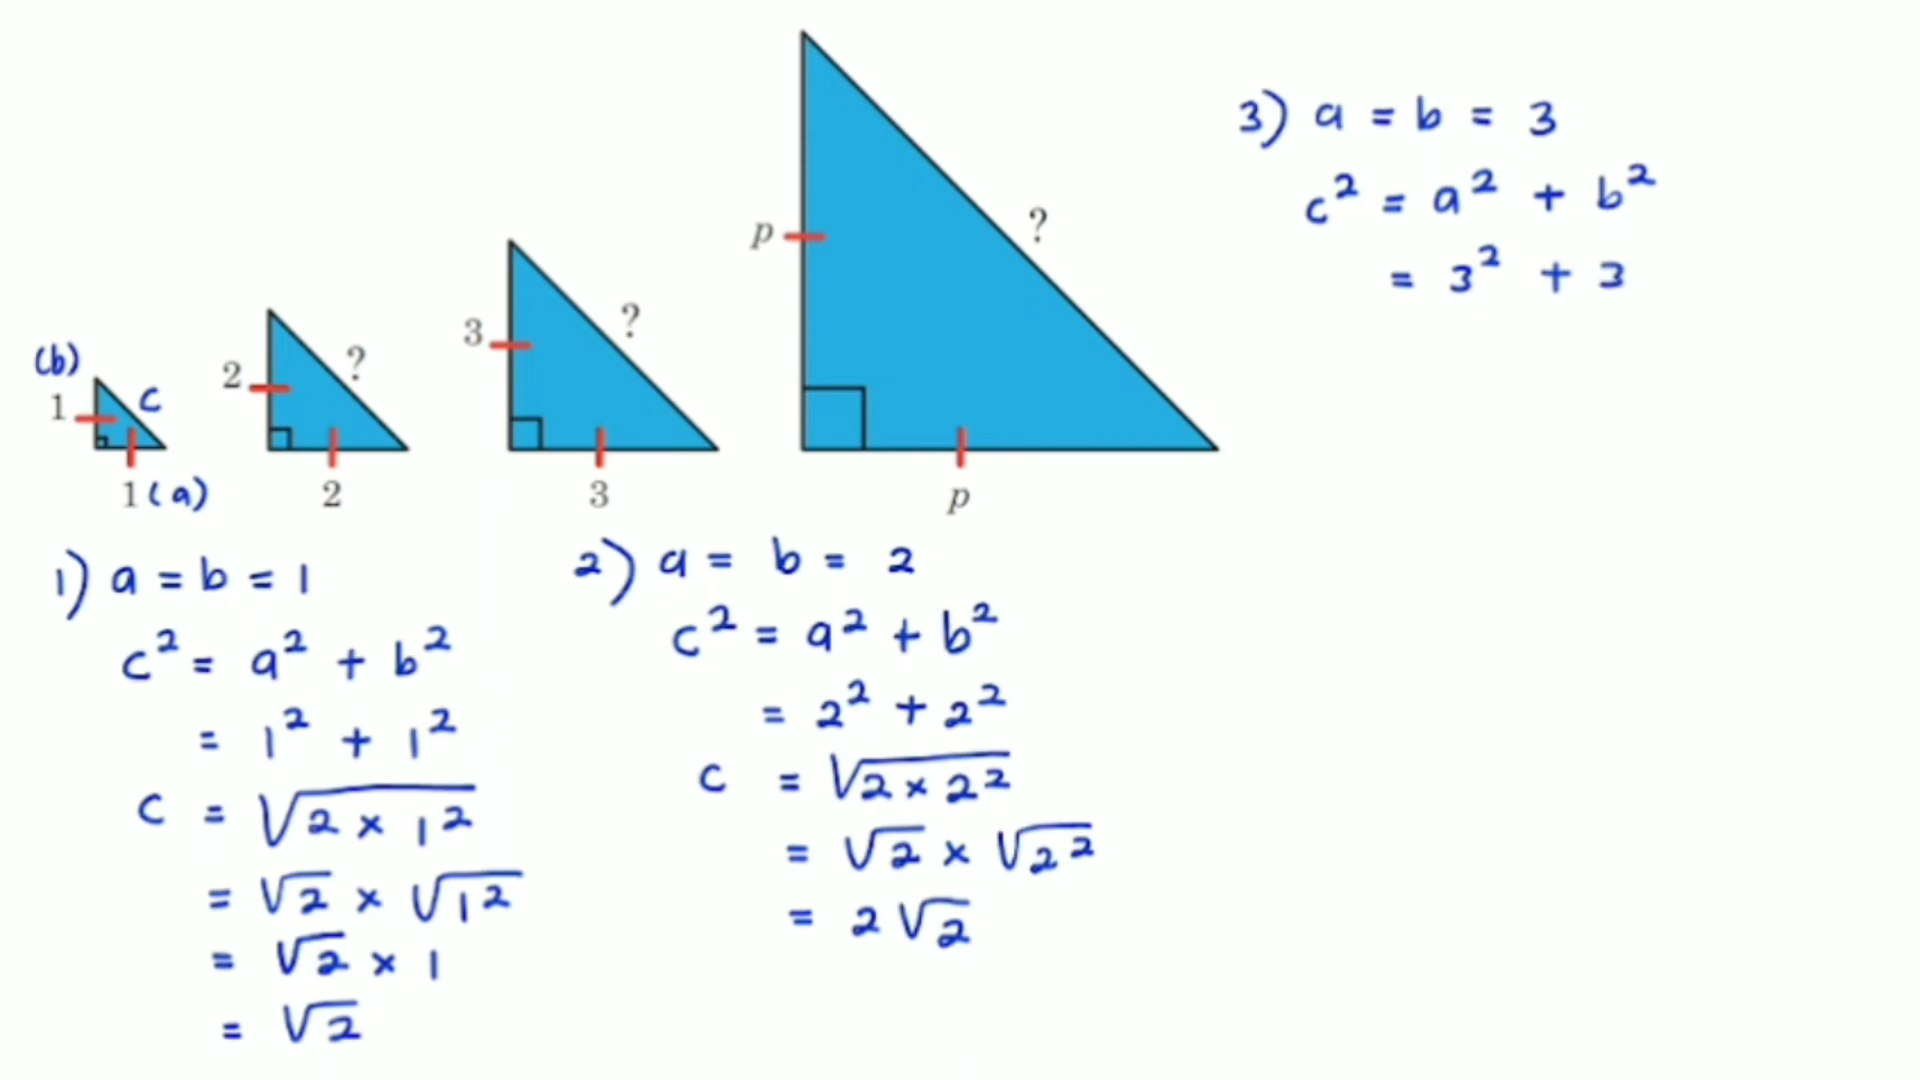 (b)
1
c
1 (a)
2
?
2
3
?
3
p
?
p
1) a = b = 1
c² = a² + b²
= 1² + 1²
c = √(2 × 1²)
= √2 × √(1²)
= √2 × 1
= √2
2) a = b = 2
c² = a² + b²
= 2² + 2²
c = √(2 × 2²)
= √2 × √(2²)
= 2√2
3) a = b = 3
c² = a² + b²
= 3² + 3